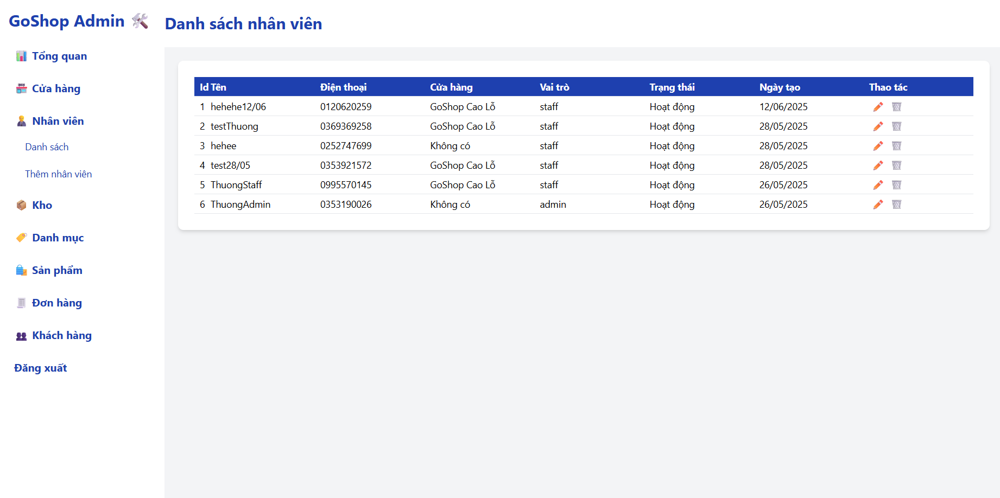 GoShop Admin
Danh sách nhân viên
Tổng quan
Cửa hàng
Nhân viên
Danh sách
Thêm nhân viên
Kho
Danh mục
Sản phẩm
Đơn hàng
Khách hàng
Đăng xuất
Id Tên Điện thoại Cửa hàng Vai trò Trạng thái Ngày tạo Thao tác
1 hehehe12/06 0120620259 GoShop Cao Lỗ staff Hoạt động 12/06/2025
2 testThuong 0369369258 GoShop Cao Lỗ staff Hoạt động 28/05/2025
3 hehee 0252747699 Không có staff Hoạt động 28/05/2025
4 test28/05 0353921572 GoShop Cao Lỗ staff Hoạt động 28/05/2025
5 ThuongStaff 0995570145 GoShop Cao Lỗ staff Hoạt động 26/05/2025
6 ThuongAdmin 0353190026 Không có admin Hoạt động 26/05/2025